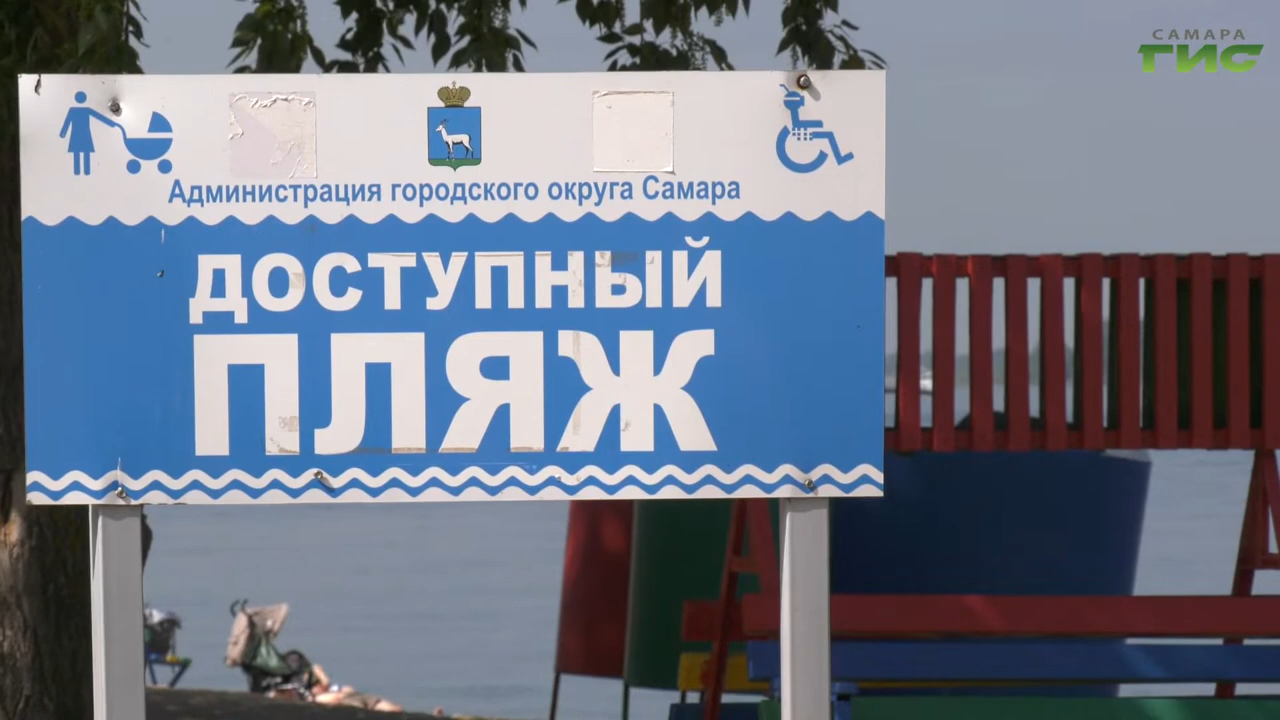 САМАРА
ГИС
Администрация городского округа Самара
ДОСТУПНЫЙ
ПЛЯЖ